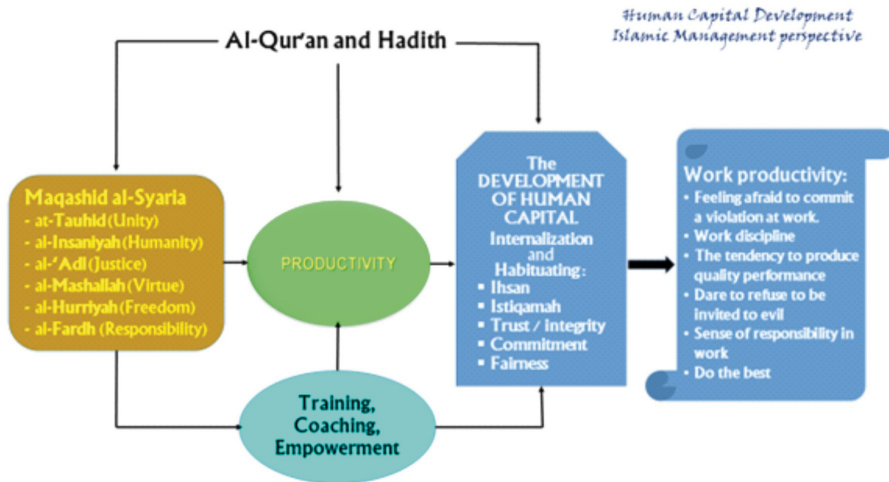 Human Capital Development
Islamic Management perspective
Al-Qur'an and Hadith
Maqashid al-Syaria
- at-Tauhid (Unity)
- al-Insaniyah (Humanity)
- al-'Adl (Justice)
- al-Mashallah (Virtue)
- al-Hurriyah (Freedom)
- al-Fardh (Responsibility)
PRODUCTIVITY
Training,
Coaching,
Empowerment
The
DEVELOPMENT
OF HUMAN
CAPITAL
Internalization
and
Habituating:
▪ Ihsan
▪ Istiqamah
▪ Trust / integrity
▪ Commitment
▪ Fairness
Work productivity:
• Feeling afraid to commit
a violation at work.
• Work discipline
• The tendency to produce
quality performance
• Dare to refuse to be
invited to evil
• Sense of responsibility in
work
• Do the best